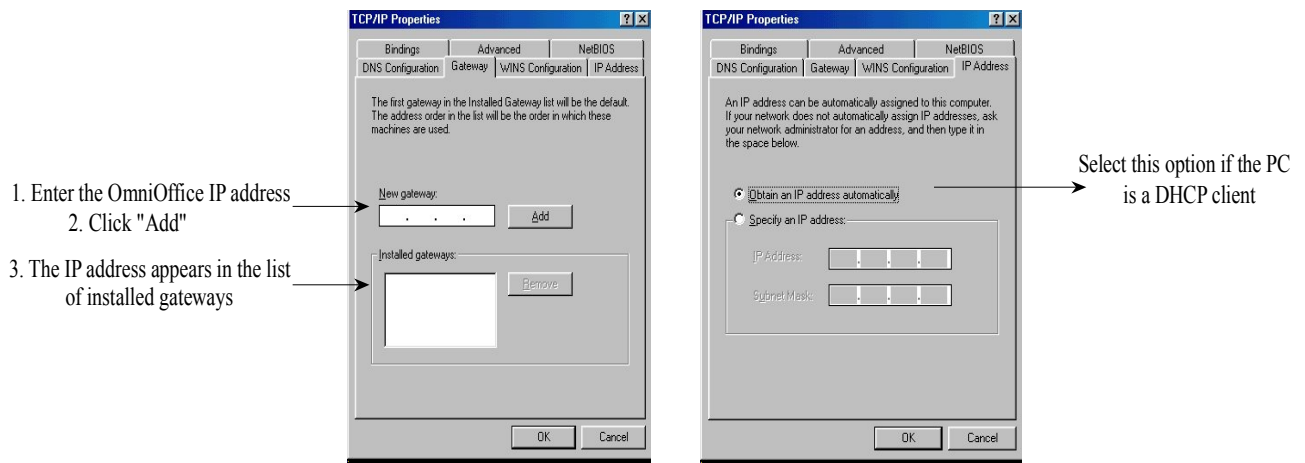 1. Enter the OmniOffice IP address
2. Click "Add"
3. The IP address appears in the list
of installed gateways
TCP/IP Properties
Bindings Advanced NetBIOS
DNS Configuration Gateway WINS Configuration IP Address
The first gateway in the Installed Gateway list will be the default.
The address order in the list will be the order in which these
machines are used.
New gateway:
. . . Add
Installed gateways:
Remove
OK Cancel
TCP/IP Properties
Bindings Advanced NetBIOS
DNS Configuration Gateway WINS Configuration IP Address
An IP address can be automatically assigned to this computer.
If your network does not automatically assign IP addresses, ask
your network administrator for an address, and then type it in
the space below.
Obtain an IP address automatically
Specify an IP address:
IP Address: . . .
Subnet Mask: . . .
OK Cancel
Select this option if the PC
is a DHCP client